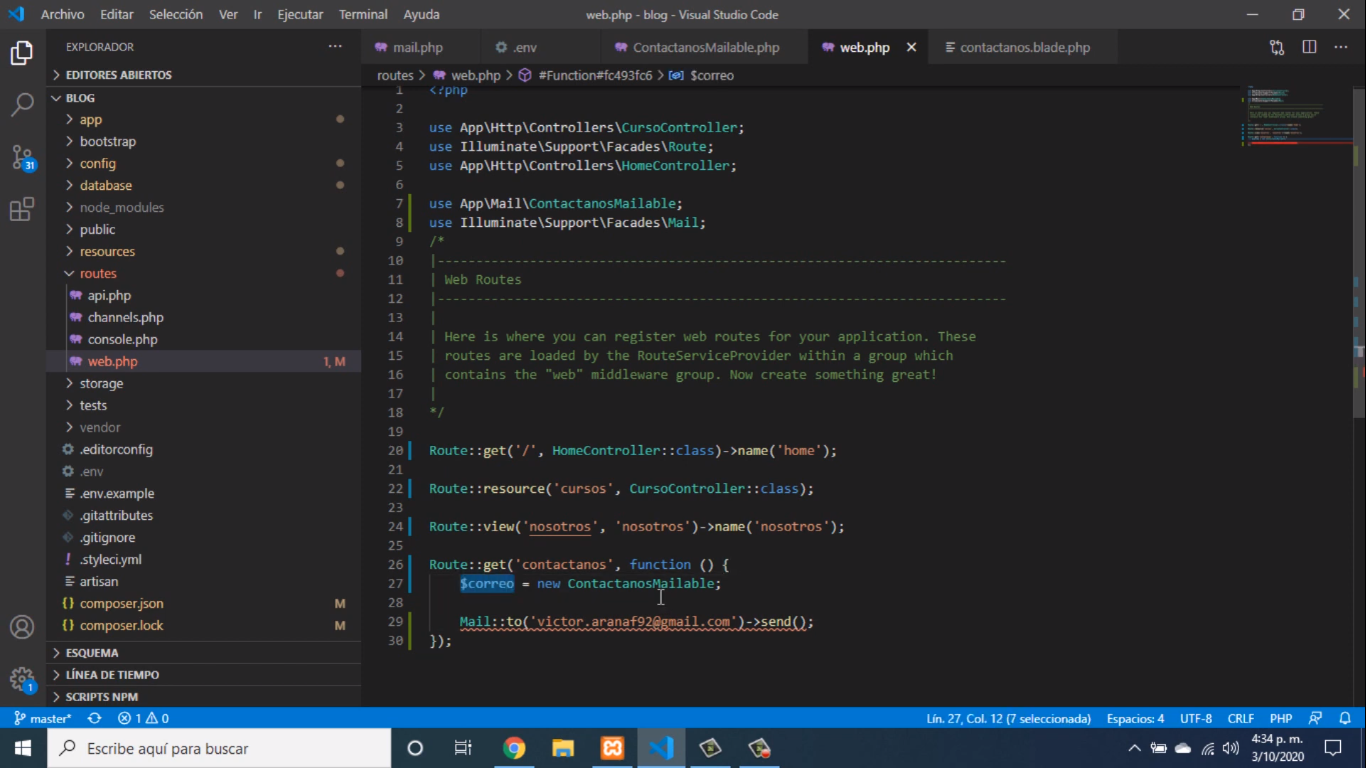 Archivo Editar Selección Ver Ir Ejecutar Terminal Ayuda
web.php - blog - Visual Studio Code
EXPLORADOR
EDITORES ABIERTOS
BLOG
app
bootstrap
config
database
node_modules
public
resources
routes
api.php
channels.php
console.php
web.php 1, M
storage
tests
vendor
.editorconfig
.env
.env.example
.gitattributes
.gitignore
.styleci.yml
artisan
composer.json M
composer.lock M
ESQUEMA
LÍNEA DE TIEMPO
SCRIPTS NPM
31
1
mail.php .env ContactanosMailable.php web.php contactanos.blade.php
routes > web.php > #Function#fc493fc6 > $correo
1 <?php
2
3 use App\Http\Controllers\CursoController;
4 use Illuminate\Support\Facades\Route;
5 use App\Http\Controllers\HomeController;
6
7 use App\Mail\ContactanosMailable;
8 use Illuminate\Support\Facades\Mail;
9 /*
10 |--------------------------------------------------------------------------
11 | Web Routes
12 |--------------------------------------------------------------------------
13 |
14 | Here is where you can register web routes for your application. These
15 | routes are loaded by the RouteServiceProvider within a group which
16 | contains the "web" middleware group. Now create something great!
17 |
18 */
19
20 Route::get('/', HomeController::class)->name('home');
21
22 Route::resource('cursos', CursoController::class);
23
24 Route::view('nosotros', 'nosotros')->name('nosotros');
25
26 Route::get('contactanos', function () {
27 $correo = new ContactanosMailable;
28
29 Mail::to('victor.aranaf92@gmail.com')->send();
30 });
master* 1 0 Lín. 27, Col. 12 (7 seleccionada) Espacios: 4 UTF-8 CRLF PHP
Escribe aquí para buscar
4:34 p. m.
3/10/2020